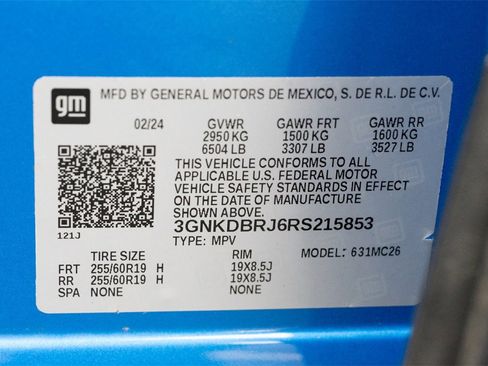 gm
MFD BY GENERAL MOTORS DE MEXICO, S. DE R.L. DE C.V.
02/24 GVWR GAWR FRT GAWR RR
2950 KG 1500 KG 1600 KG
6504 LB 3307 LB 3527 LB
THIS VEHICLE CONFORMS TO ALL
APPLICABLE U.S. FEDERAL MOTOR
VEHICLE SAFETY STANDARDS IN EFFECT
ON THE DATE OF MANUFACTURE
SHOWN ABOVE.
3GNKDBRJ6RS215853
121J TYPE: MPV MODEL: 631MC26
TIRE SIZE RIM
FRT 255/60R19 H 19X8.5J
RR 255/60R19 H 19X8.5J
SPA NONE NONE